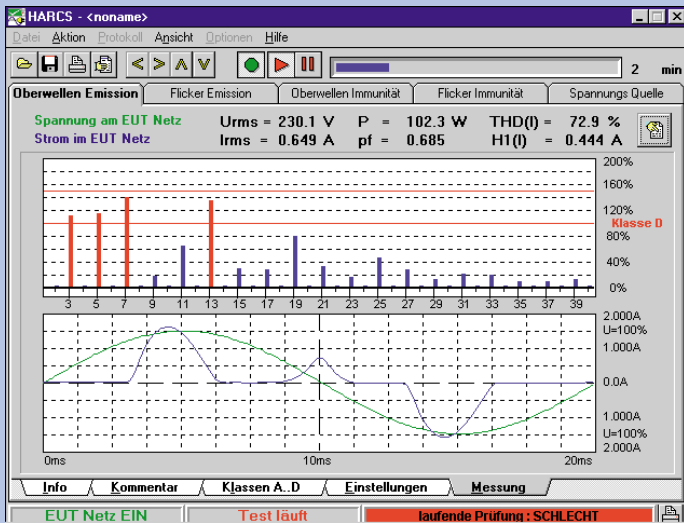 HARCS - <noname>
Datei Aktion Protokoll Ansicht Optionen Hilfe
2 min
Oberwellen Emission Flicker Emission Oberwellen Immunität Flicker Immunität Spannungs Quelle
Spannung am EUT Netz Urms = 230.1 V P = 102.3 W THD(I) = 72.9 %
Strom im EUT Netz Irms = 0.649 A pf = 0.685 H1(I) = 0.444 A
200%
160%
120%
Klasse D
80%
40%
0%
3 5 7 9 11 13 15 17 19 21 23 25 27 29 31 33 35 37 39
2.000A
U=100%
1.000A
0.0A
1.000A
U=100%
2.000A
0ms 10ms 20ms
Info Kommentar Klassen A..D Einstellungen Messung
EUT Netz EIN Test läuft laufende Prüfung : SCHLECHT